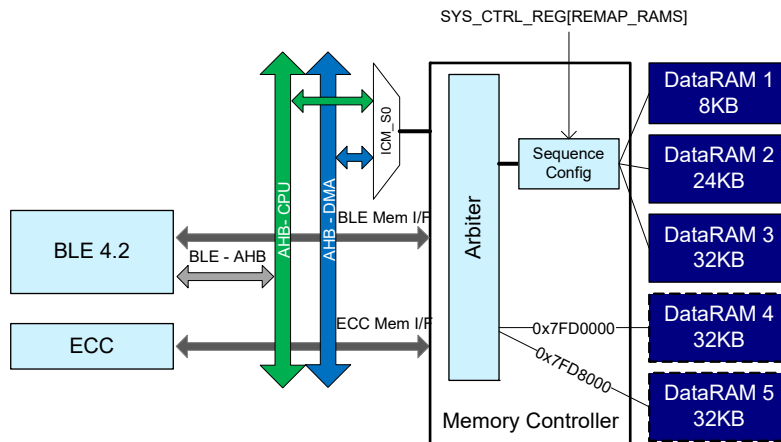 SYS_CTRL_REG[REMAP_RAMS]
DataRAM 1
8KB
ICM_S0
Sequence
Config
DataRAM 2
24KB
BLE 4.2
BLE - AHB
AHB- CPU
AHB - DMA
BLE Mem I/F
Arbiter
DataRAM 3
32KB
ECC
ECC Mem I/F
0x7FD0000
DataRAM 4
32KB
0x7FD8000
DataRAM 5
32KB
Memory Controller